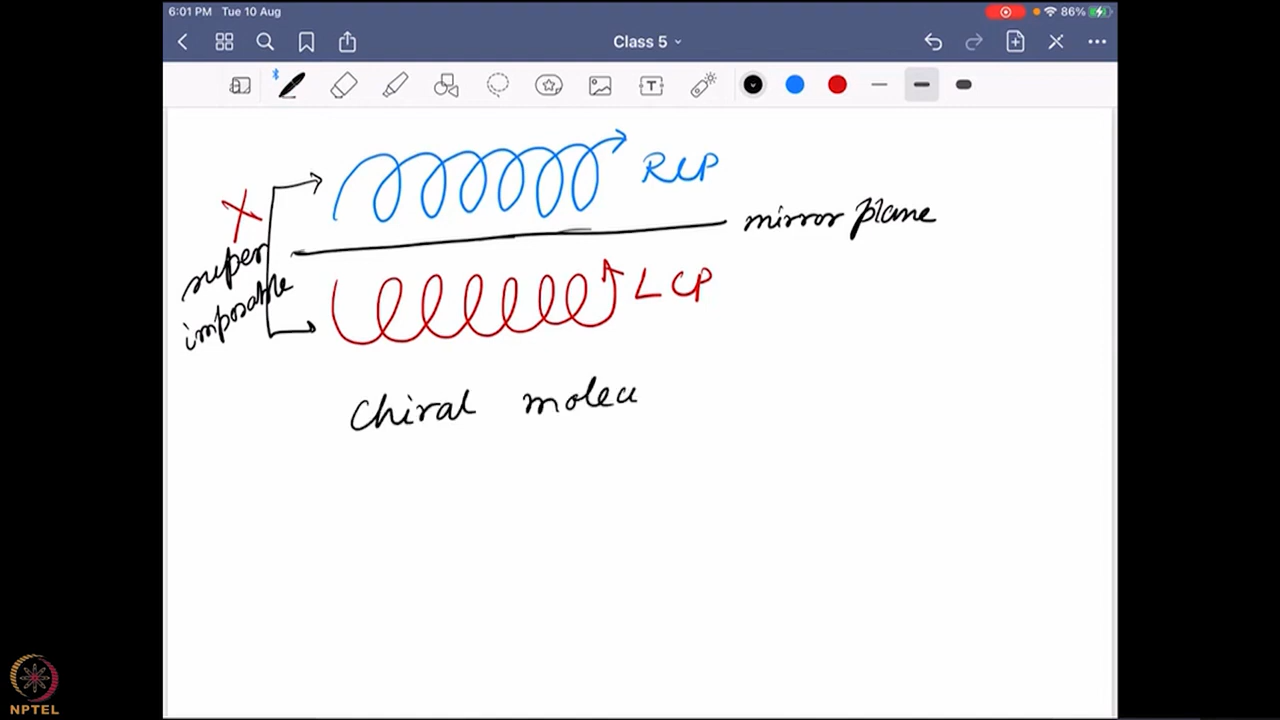 6:01 PM Tue 10 Aug
86%
Class 5
T
RCP
X
mirror plane
super
imposable
LCP
Chiral molecu
NPTEL